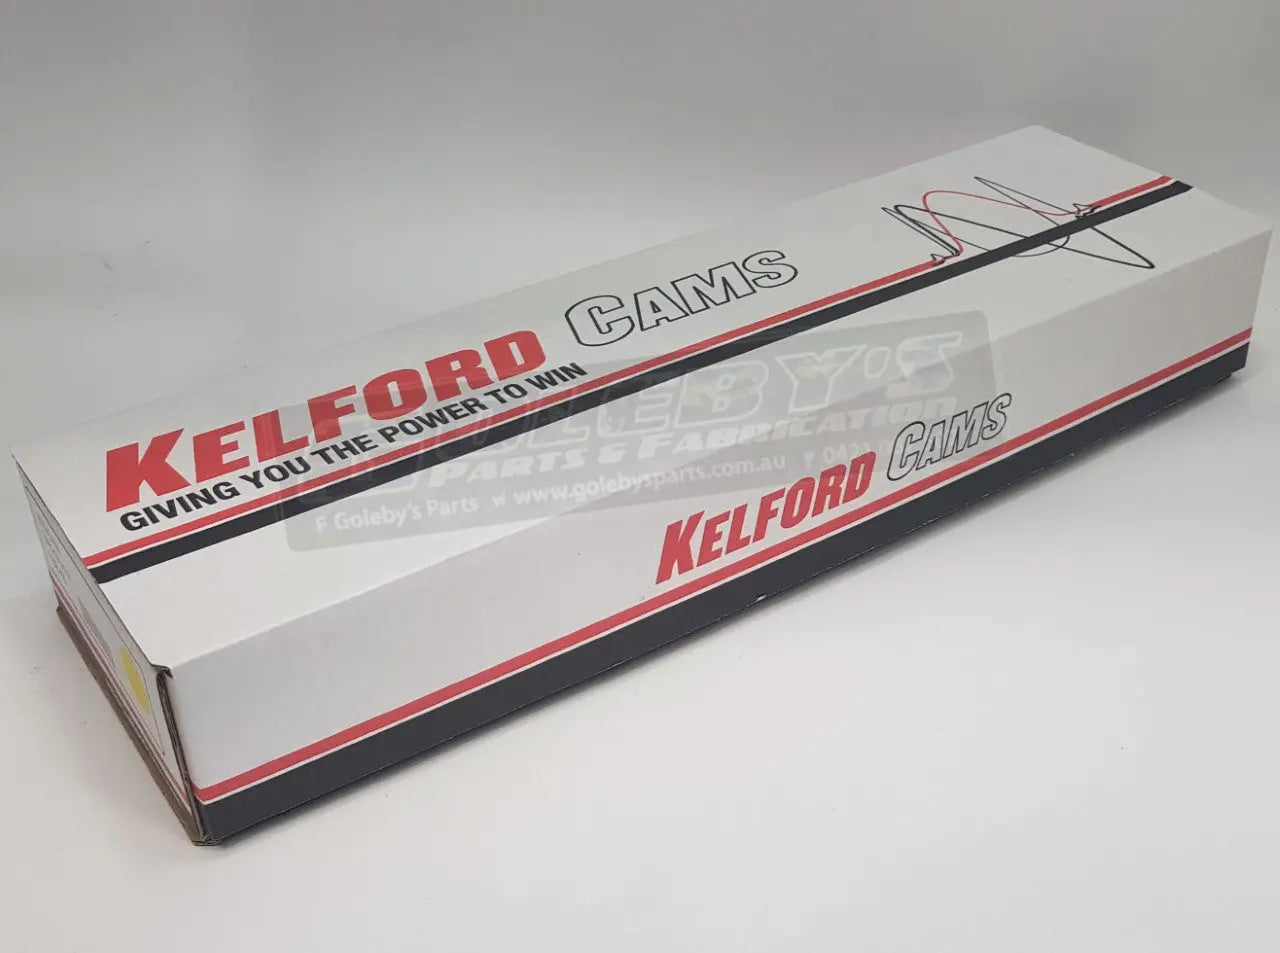 KELFORD CAMS
GIVING YOU THE POWER TO WIN
GOLEBY'S
PARTS & FABRICATION
F Goleby's Parts W www.golebysparts.com.au
KELFORD CAMS